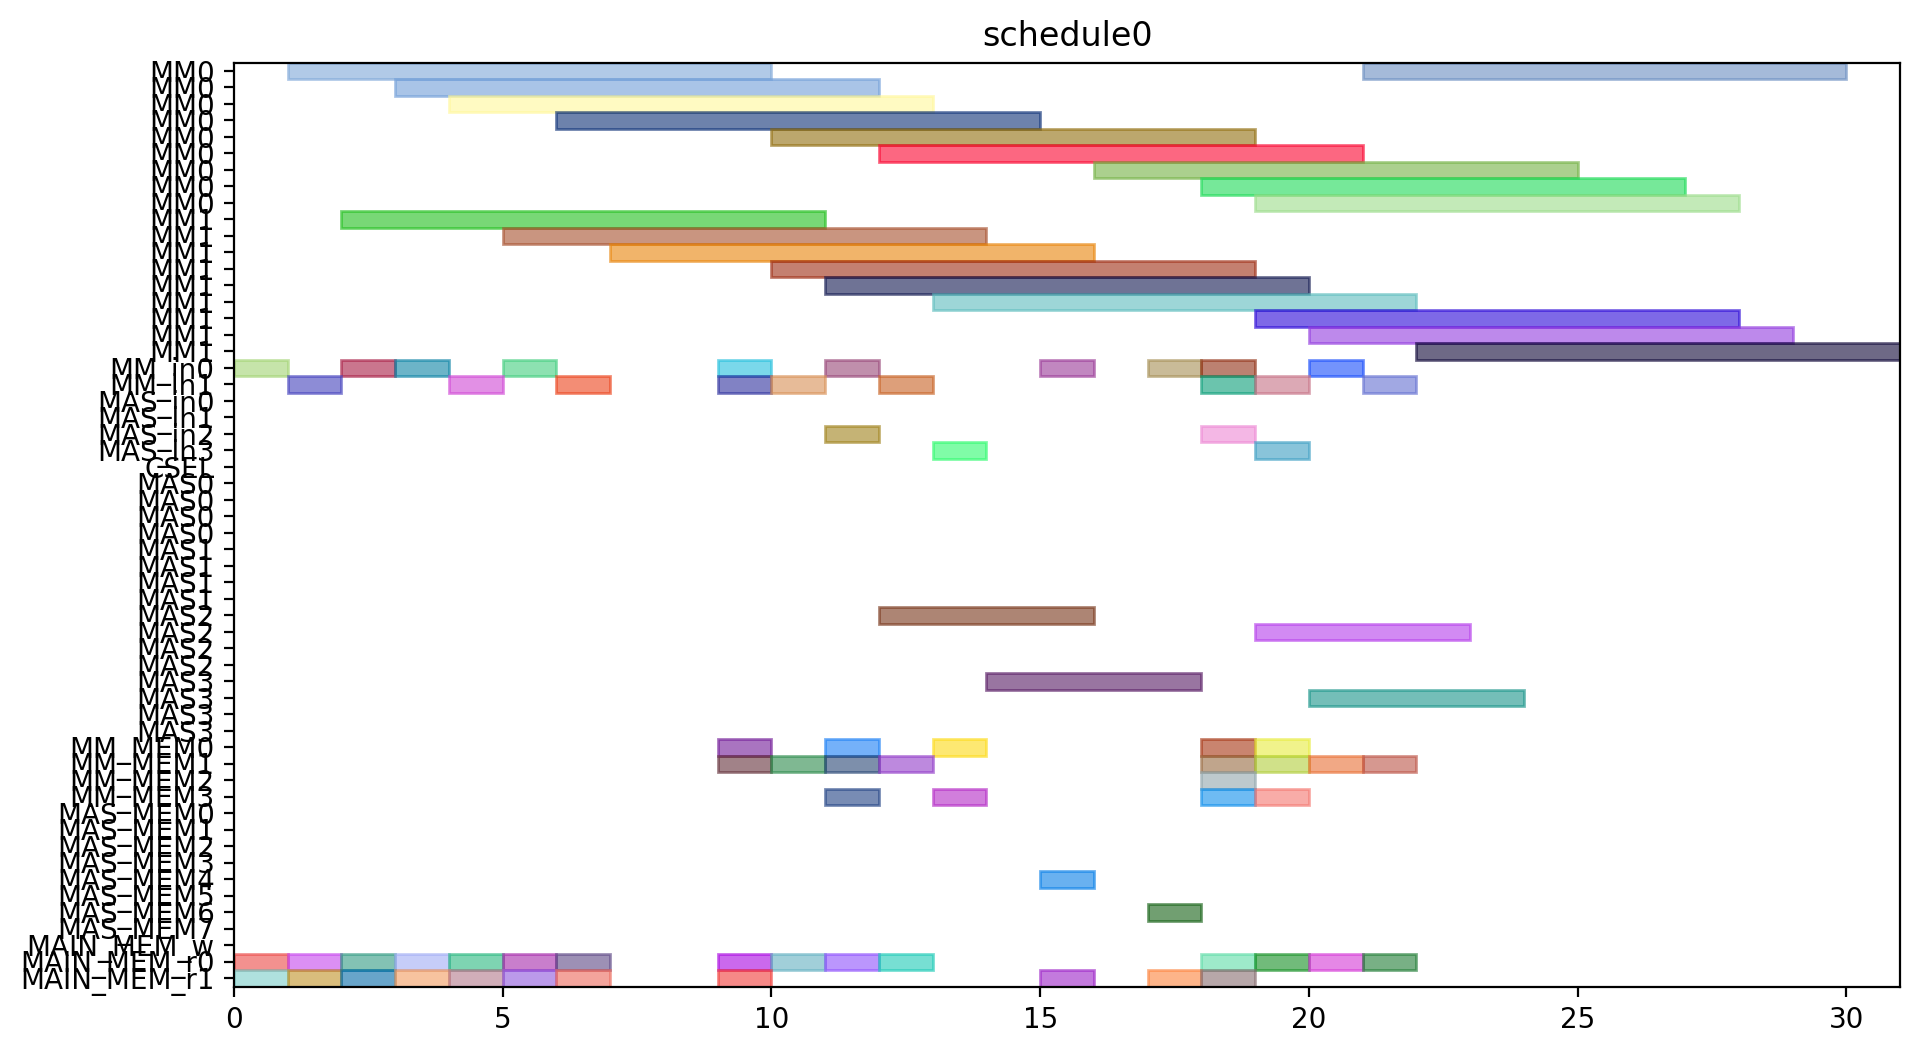 schedule0
MM0
MM0
MM0
MM0
MM0
MM0
MM0
MM0
MM0
MM1
MM1
MM1
MM1
MM1
MM1
MM1
MM1
MM1
MM_in0
MM_in1
MAS_in0
MAS_in1
MAS_in2
MAS_in3
CSEL
MAS0
MAS0
MAS0
MAS0
MAS1
MAS1
MAS1
MAS1
MAS2
MAS2
MAS2
MAS2
MAS3
MAS3
MAS3
MAS3
MM_MEM0
MM_MEM1
MM_MEM2
MM_MEM3
MAS_MEM0
MAS_MEM1
MAS_MEM2
MAS_MEM3
MAS_MEM4
MAS_MEM5
MAS_MEM6
MAS_MEM7
MAIN_MEM_w
MAIN_MEM_r0
MAIN_MEM_r1
0 5 10 15 20 25 30